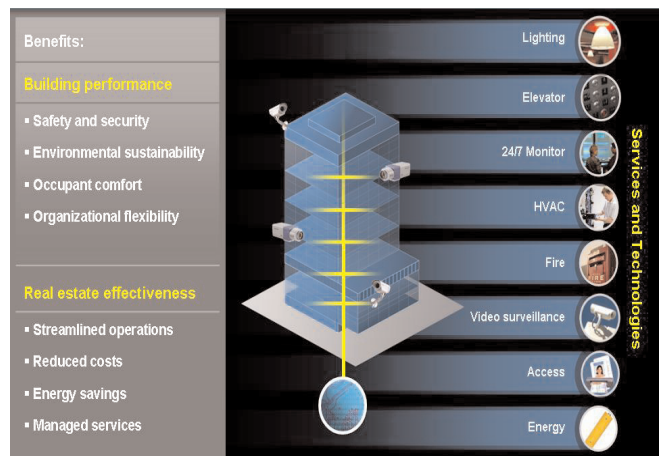 Benefits:
Building performance
▪ Safety and security
▪ Environmental sustainability
▪ Occupant comfort
▪ Organizational flexibility
Real estate effectiveness
▪ Streamlined operations
▪ Reduced costs
▪ Energy savings
▪ Managed services
Lighting
Elevator
24/7 Monitor
HVAC
Fire
FIRE
Video surveillance
Access
Energy
Services and Technologies